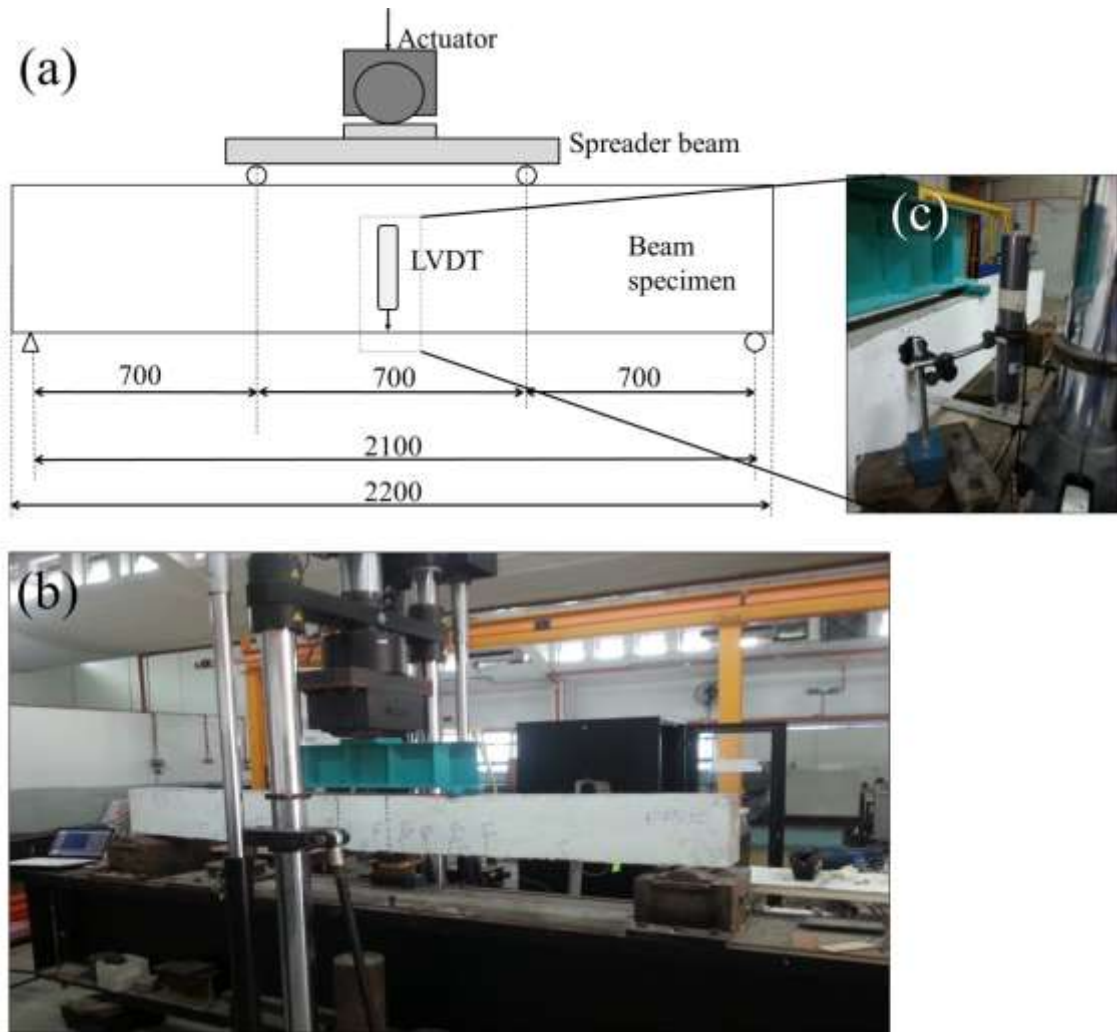 (a)
Actuator
Spreader beam
LVDT
Beam
specimen
(c)
700
700
700
2100
2200
(b)